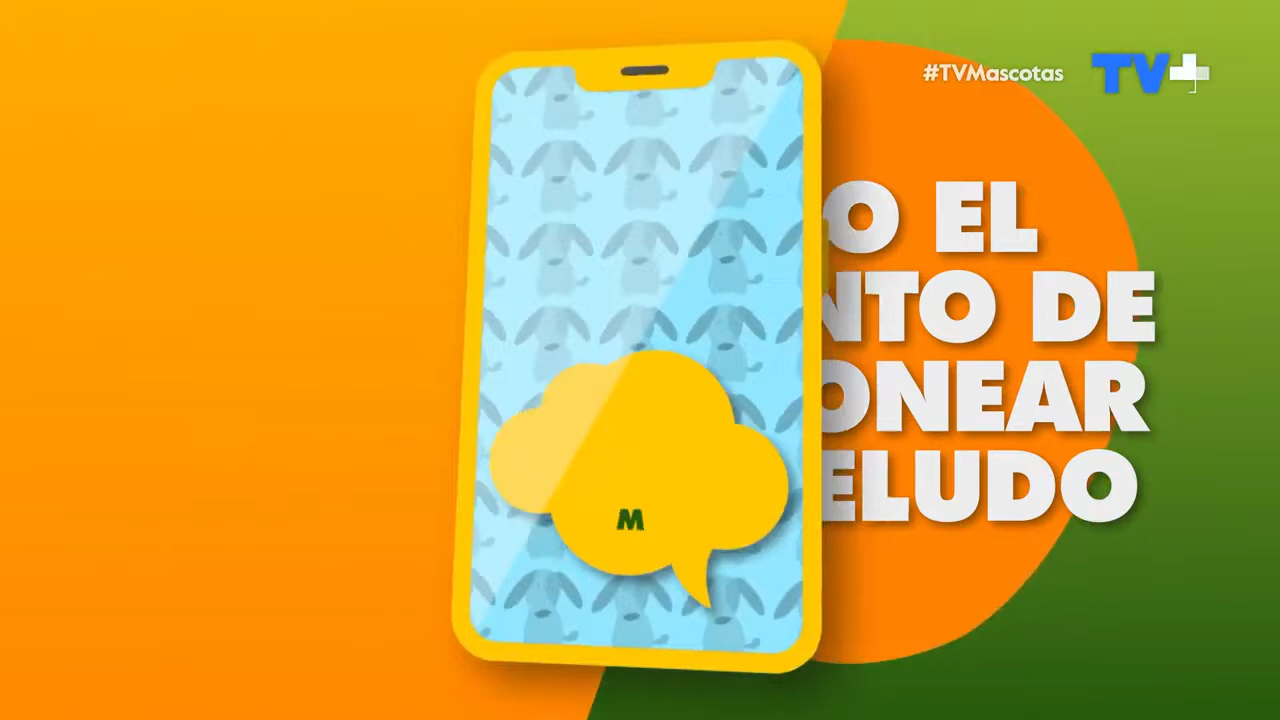 #TVMascotas TV+
O EL
NTO DE
ONEAR
ELUDO
M